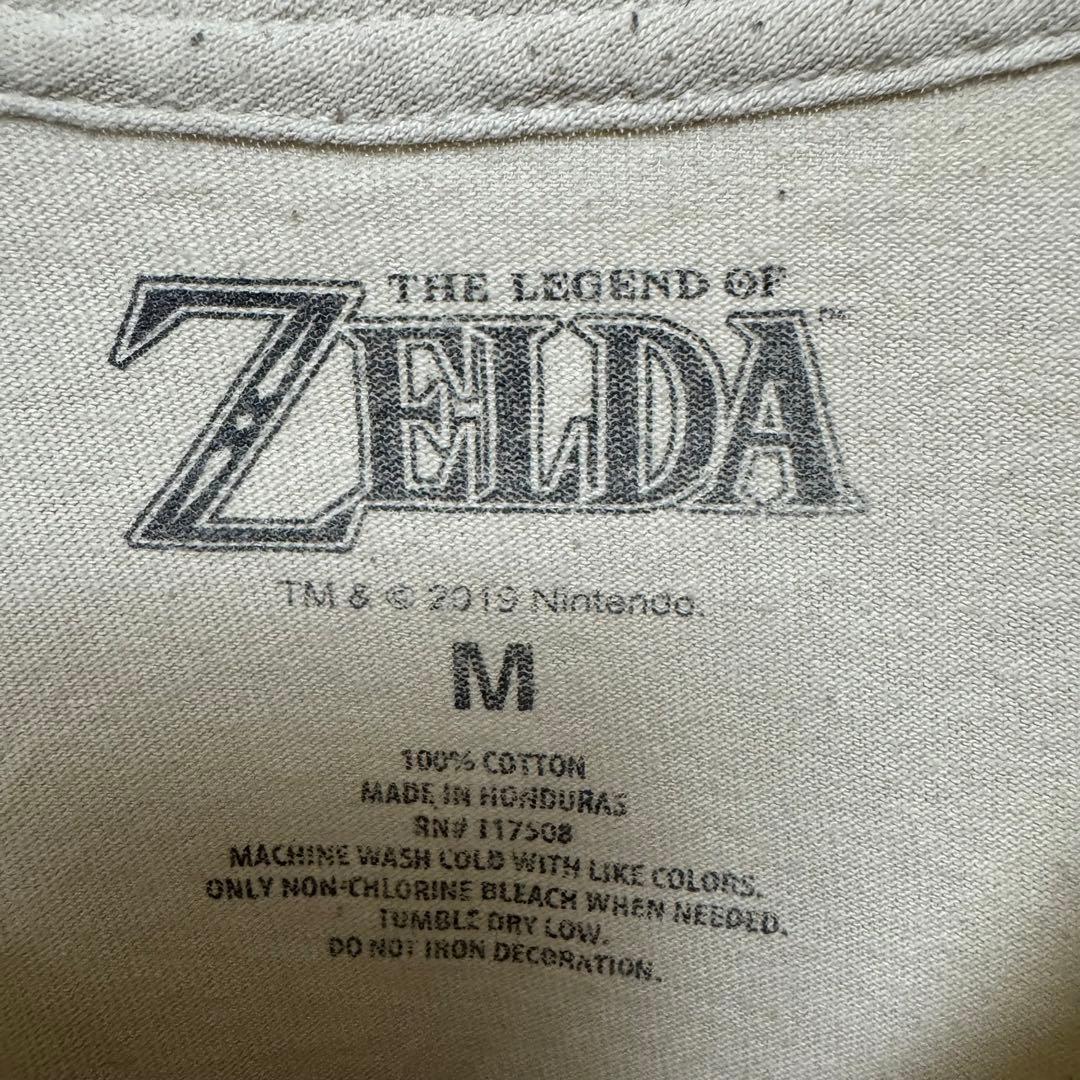 THE LEGEND OF
ZELDA™
TM & © 2019 Nintendo.
M
100% COTTON
MADE IN HONDURAS
RN# 117508
MACHINE WASH COLD WITH LIKE COLORS.
ONLY NON-CHLORINE BLEACH WHEN NEEDED.
TUMBLE DRY LOW.
DO NOT IRON DECORATION.